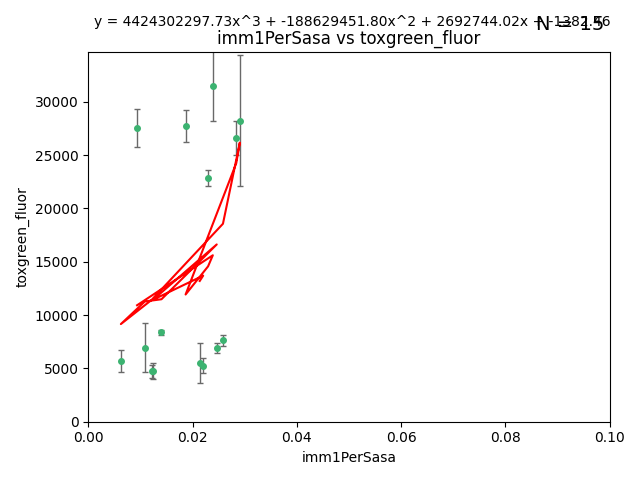 y = 4424302297.73x^3 + -188629451.80x^2 + 2692744.02x + -1382.46
N = 15
imm1PerSasa vs toxgreen_fluor
30000
25000
20000
15000
10000
5000
0
toxgreen_fluor
0.00 0.02 0.04 0.06 0.08 0.10
imm1PerSasa